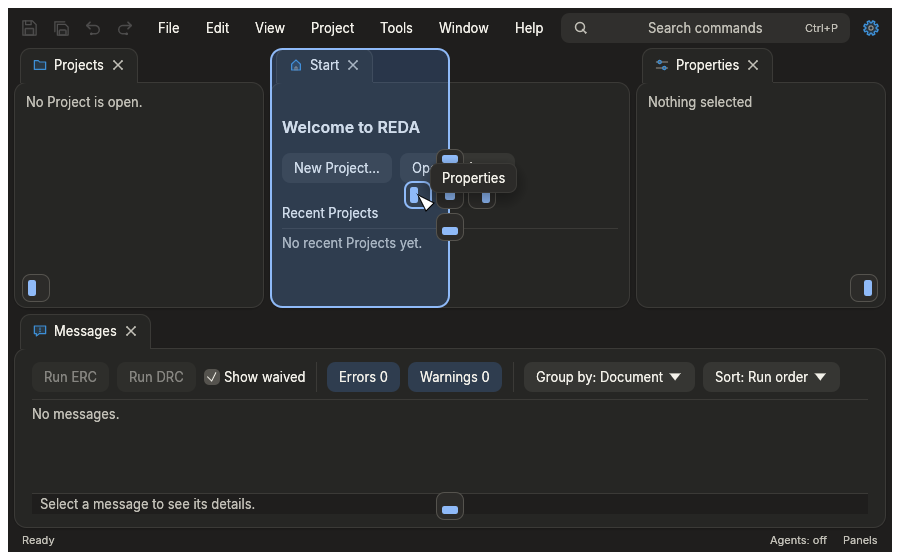 File Edit View Project Tools Window Help Search commands Ctrl+P
Projects Start Properties
No Project is open. Nothing selected
Welcome to REDA
New Project...
Properties
Recent Projects
No recent Projects yet.
Messages
Run ERC Run DRC Show waived Errors 0 Warnings 0 Group by: Document Sort: Run order
No messages.
Select a message to see its details.
Ready Agents: off Panels